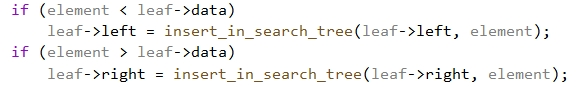 if (element < leaf->data)
    leaf->left = insert_in_search_tree(leaf->left, element);
if (element > leaf->data)
    leaf->right = insert_in_search_tree(leaf->right, element);